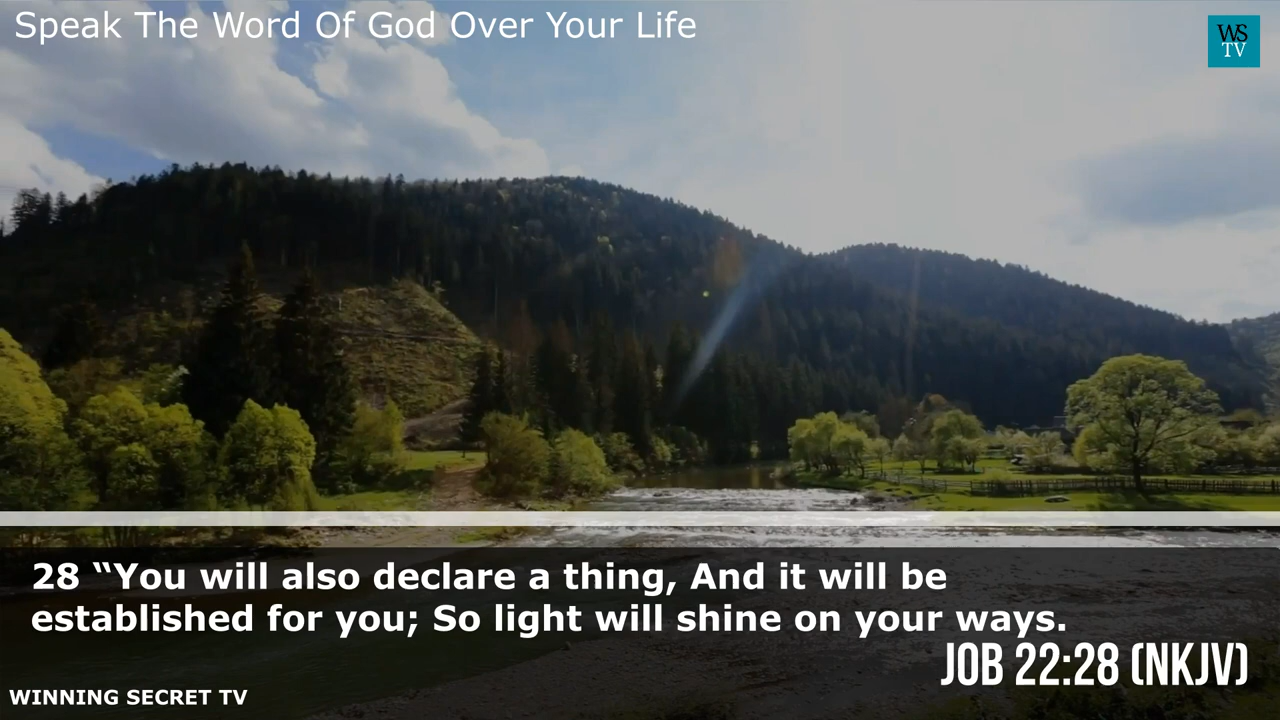 Speak The Word Of God Over Your Life
WS
TV
28 “You will also declare a thing, And it will be
established for you; So light will shine on your ways.
JOB 22:28 (NKJV)
WINNING SECRET TV